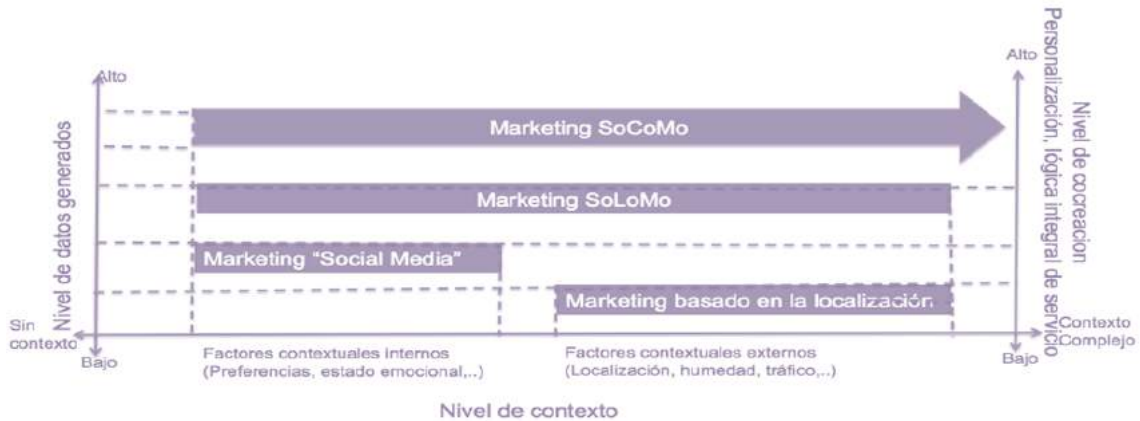 Alto
Alto
Marketing SoCoMo
Marketing SoLoMo
Marketing “Social Media”
Marketing basado en la localización
Nivel de datos generados
Personalización, lógica integral de servicio
Nivel de cocreacion
Sin
contexto
Contexto
Complejo
Bajo
Bajo
Factores contextuales internos
(Preferencias, estado emocional,..)
Factores contextuales externos
(Localización, humedad, tráfico,..)
Nivel de contexto